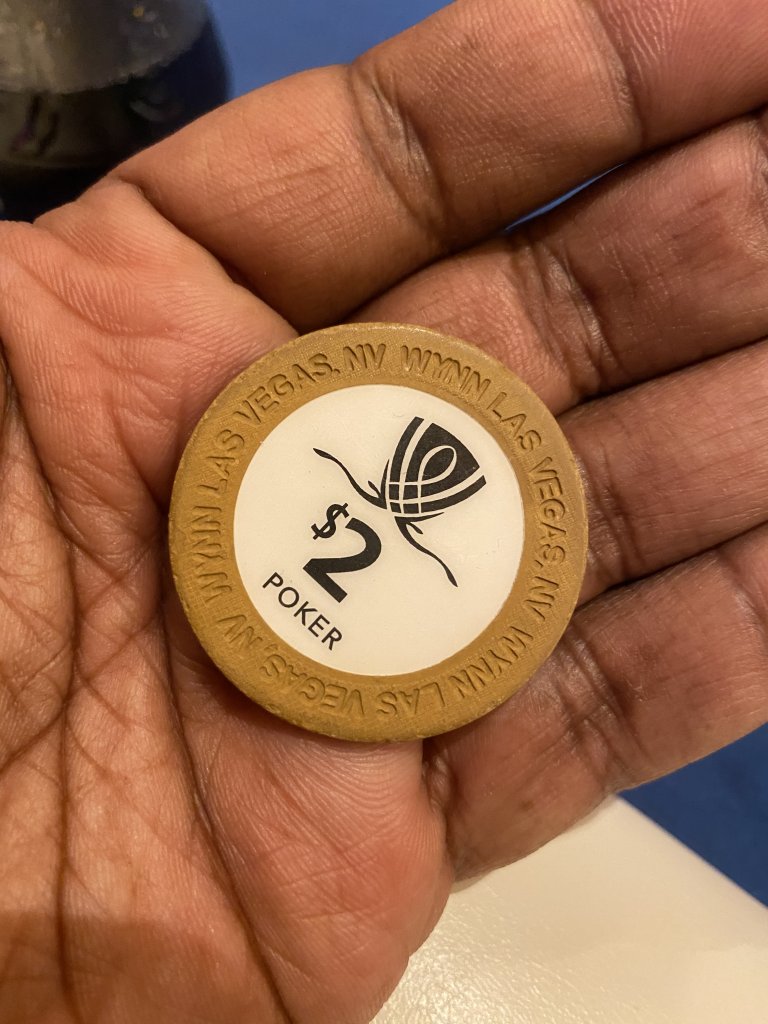 WYNN LAS VEGAS, NV WYNN LAS VEGAS, NV WYNN LAS VEGAS, NV
$2
POKER